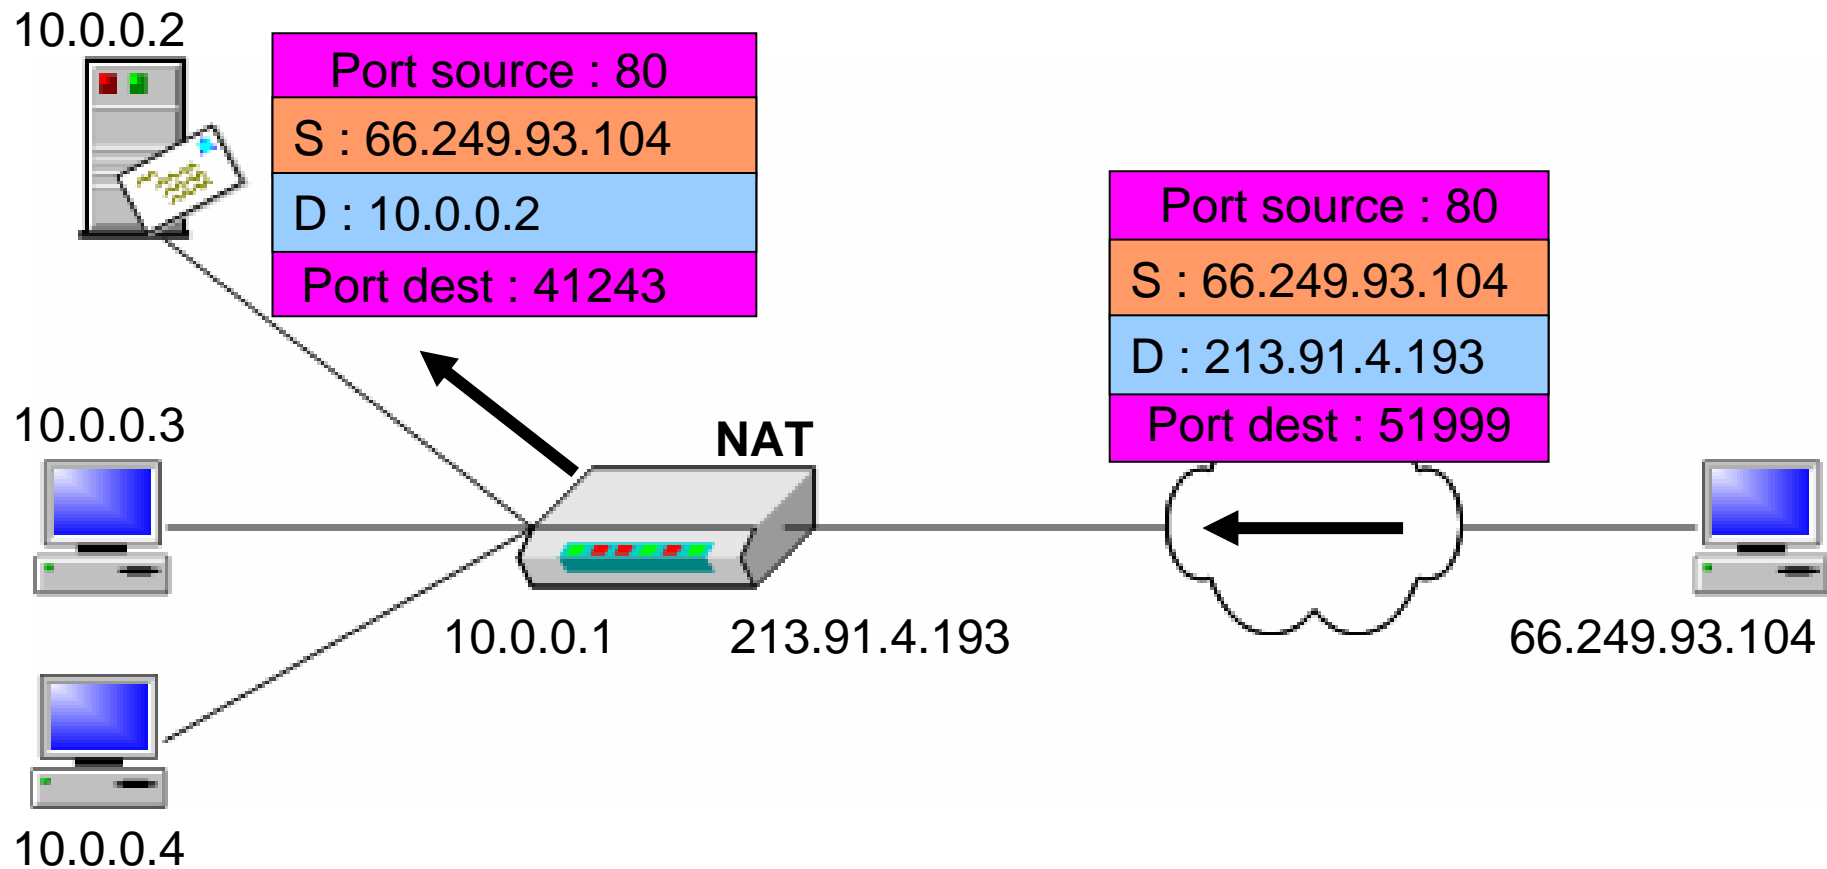 10.0.0.2
Port source : 80
S : 66.249.93.104
D : 10.0.0.2
Port dest : 41243
Port source : 80
S : 66.249.93.104
D : 213.91.4.193
Port dest : 51999
10.0.0.3
NAT
10.0.0.1
213.91.4.193
66.249.93.104
10.0.0.4